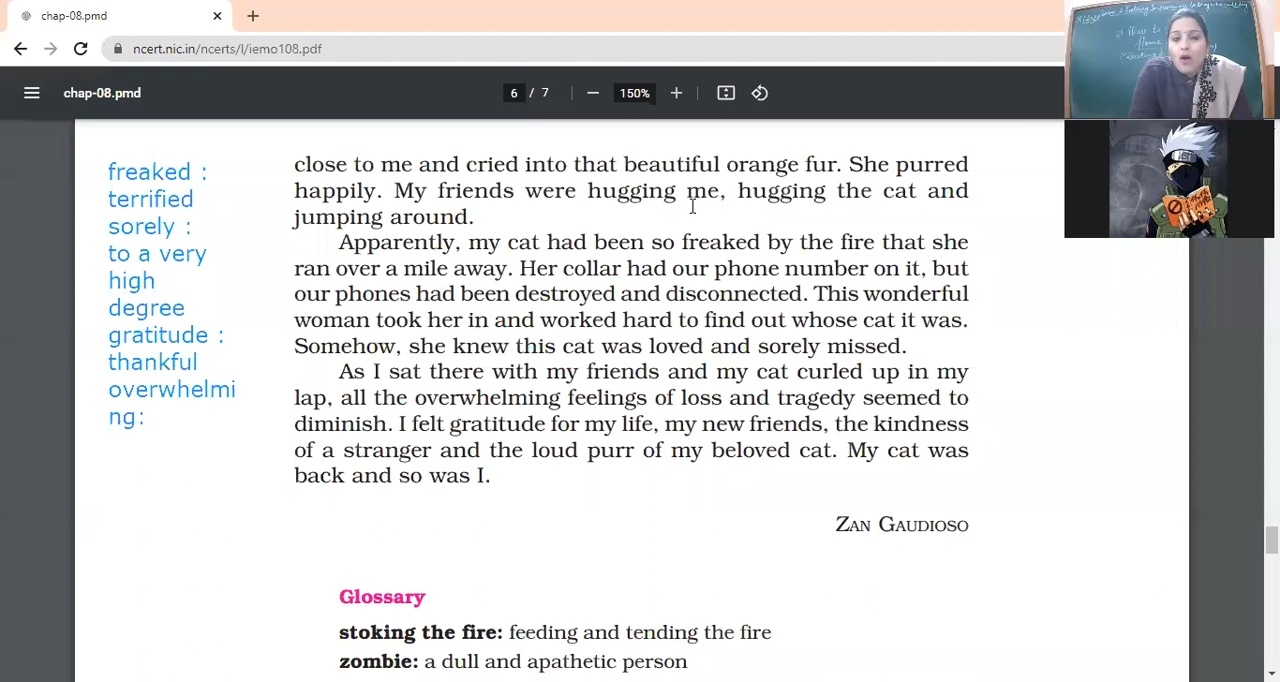 chap-08.pmd
ncert.nic.in/ncerts/l/iemo108.pdf
chap-08.pmd
6 / 7
150%
freaked :
terrified
sorely :
to a very
high
degree
gratitude :
thankful
overwhelmi
ng:
close to me and cried into that beautiful orange fur. She purred
happily. My friends were hugging me, hugging the cat and
jumping around.
Apparently, my cat had been so freaked by the fire that she
ran over a mile away. Her collar had our phone number on it, but
our phones had been destroyed and disconnected. This wonderful
woman took her in and worked hard to find out whose cat it was.
Somehow, she knew this cat was loved and sorely missed.
As I sat there with my friends and my cat curled up in my
lap, all the overwhelming feelings of loss and tragedy seemed to
diminish. I felt gratitude for my life, my new friends, the kindness
of a stranger and the loud purr of my beloved cat. My cat was
back and so was I.
ZAN GAUDIOSO
Glossary
stoking the fire: feeding and tending the fire
zombie: a dull and apathetic person